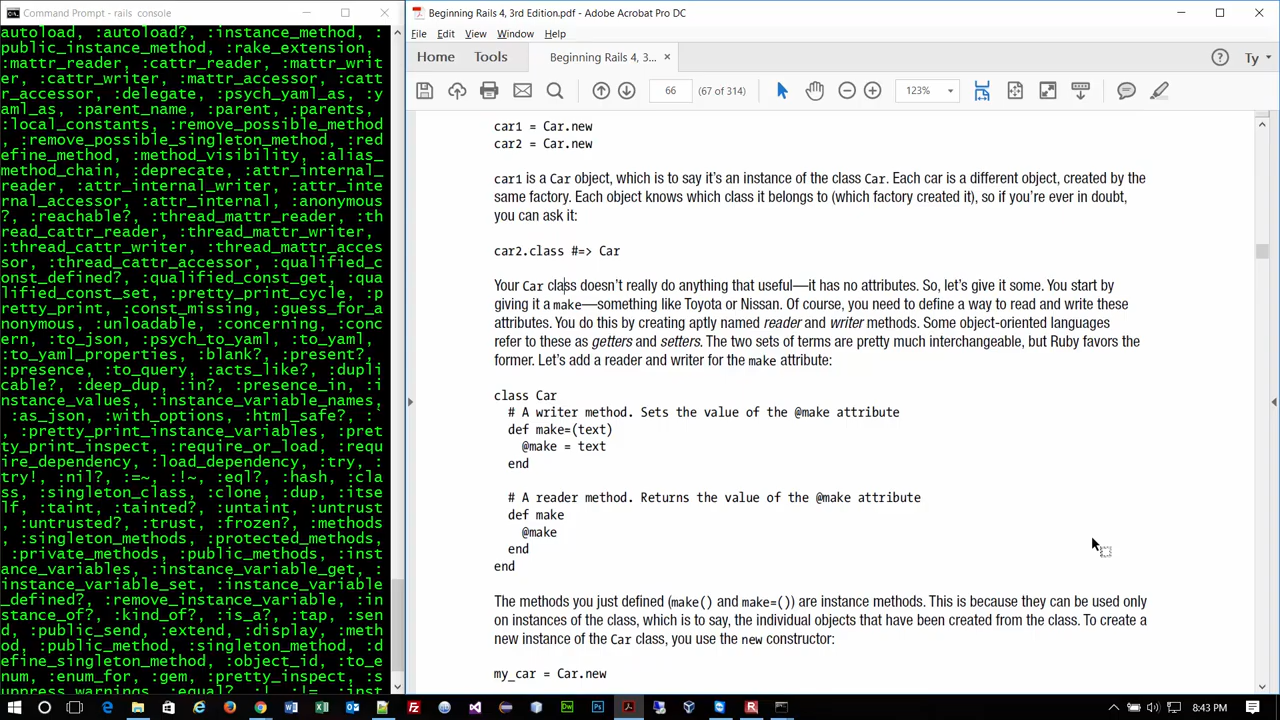 Command Prompt - rails  console
autoload, :autoload?, :instance_method, :
public_instance_method, :rake_extension,
:mattr_reader, :cattr_reader, :mattr_writ
er, :cattr_writer, :mattr_accessor, :catt
r_accessor, :delegate, :psych_yaml_as, :y
aml_as, :parent_name, :parent, :parents,
:local_constants, :remove_possible_method
, :remove_possible_singleton_method, :red
efine_method, :method_visibility, :alias_
method_chain, :deprecate, :attr_internal_
reader, :attr_internal_writer, :attr_inte
rnal_accessor, :attr_internal, :anonymous
?, :reachable?, :thread_mattr_reader, :th
read_cattr_reader, :thread_mattr_writer,
:thread_cattr_writer, :thread_mattr_acces
sor, :thread_cattr_accessor, :qualified_c
onst_defined?, :qualified_const_get, :qua
lified_const_set, :pretty_print_cycle, :p
retty_print, :const_missing, :guess_for_a
nonymous, :unloadable, :concerning, :conc
ern, :to_json, :psych_to_yaml, :to_yaml,
:to_yaml_properties, :blank?, :present?,
:presence, :to_query, :acts_like?, :dupli
cable?, :deep_dup, :in?, :presence_in, :i
nstance_values, :instance_variable_names,
:as_json, :with_options, :html_safe?, :`
, :pretty_print_instance_variables, :pret
ty_print_inspect, :require_or_load, :requ
ire_dependency, :load_dependency, :try, :
try!, :nil?, :=~, :!~, :eql?, :hash, :cla
ss, :singleton_class, :clone, :dup, :itse
lf, :taint, :tainted?, :untaint, :untrust
, :untrusted?, :trust, :frozen?, :methods
, :singleton_methods, :protected_methods,
:private_methods, :public_methods, :inst
ance_variables, :instance_variable_get, :
instance_variable_set, :instance_variable
_defined?, :remove_instance_variable, :in
stance_of?, :kind_of?, :is_a?, :tap, :sen
d, :public_send, :extend, :display, :meth
od, :public_method, :singleton_method, :d
efine_singleton_method, :object_id, :to_e
num, :enum_for, :gem, :pretty_inspect, :s
uppress_warnings, :equal?, :!, :!=, :inst
Beginning Rails 4, 3rd Edition.pdf - Adobe Acrobat Pro DC
File Edit View Window Help
Home Tools Beginning Rails 4, 3... ×
Ty
66 (67 of 314) 123%
car1 = Car.new
car2 = Car.new
car1 is a Car object, which is to say it’s an instance of the class Car. Each car is a different object, created by the
same factory. Each object knows which class it belongs to (which factory created it), so if you’re ever in doubt,
you can ask it:
car2.class #=> Car
Your Car class doesn’t really do anything that useful—it has no attributes. So, let’s give it some. You start by
giving it a make—something like Toyota or Nissan. Of course, you need to define a way to read and write these
attributes. You do this by creating aptly named reader and writer methods. Some object-oriented languages
refer to these as getters and setters. The two sets of terms are pretty much interchangeable, but Ruby favors the
former. Let’s add a reader and writer for the make attribute:
class Car
# A writer method. Sets the value of the @make attribute
def make=(text)
@make = text
end
# A reader method. Returns the value of the @make attribute
def make
@make
end
end
The methods you just defined (make() and make=()) are instance methods. This is because they can be used only
on instances of the class, which is to say, the individual objects that have been created from the class. To create a
new instance of the Car class, you use the new constructor:
my_car = Car.new
8:43 PM